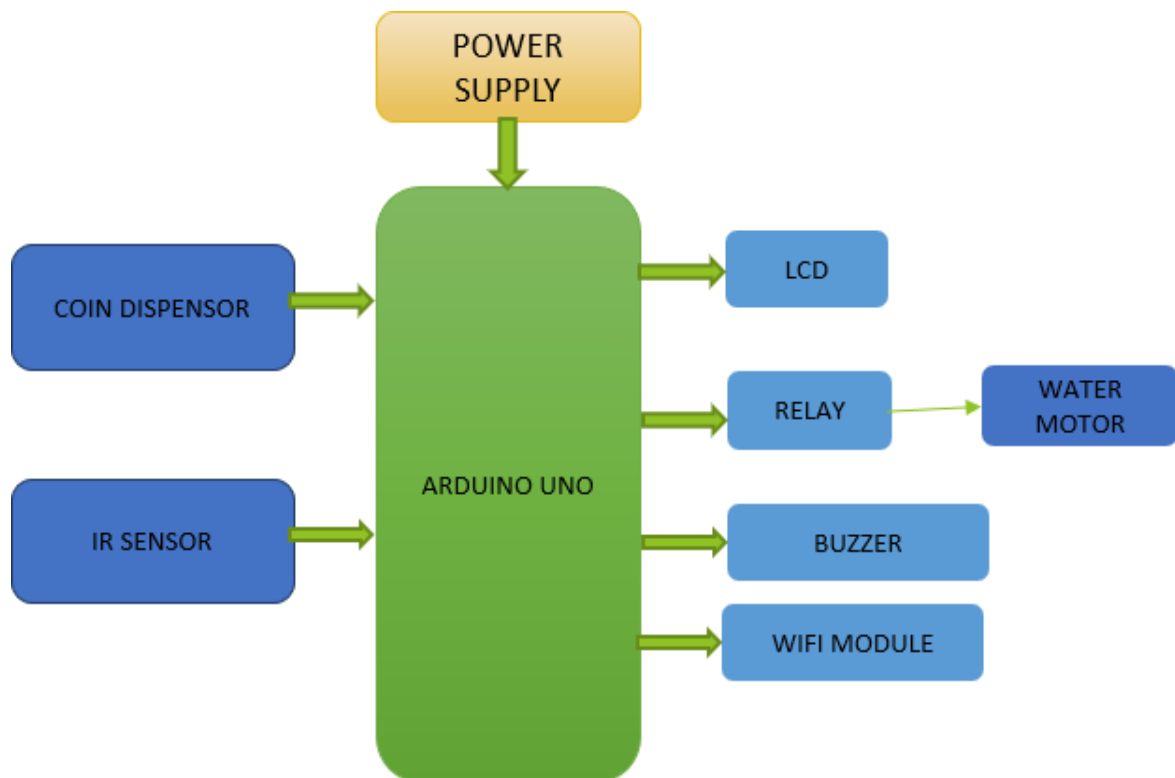 POWER
SUPPLY
COIN DISPENSOR
LCD
RELAY
WATER
MOTOR
ARDUINO UNO
IR SENSOR
BUZZER
WIFI MODULE